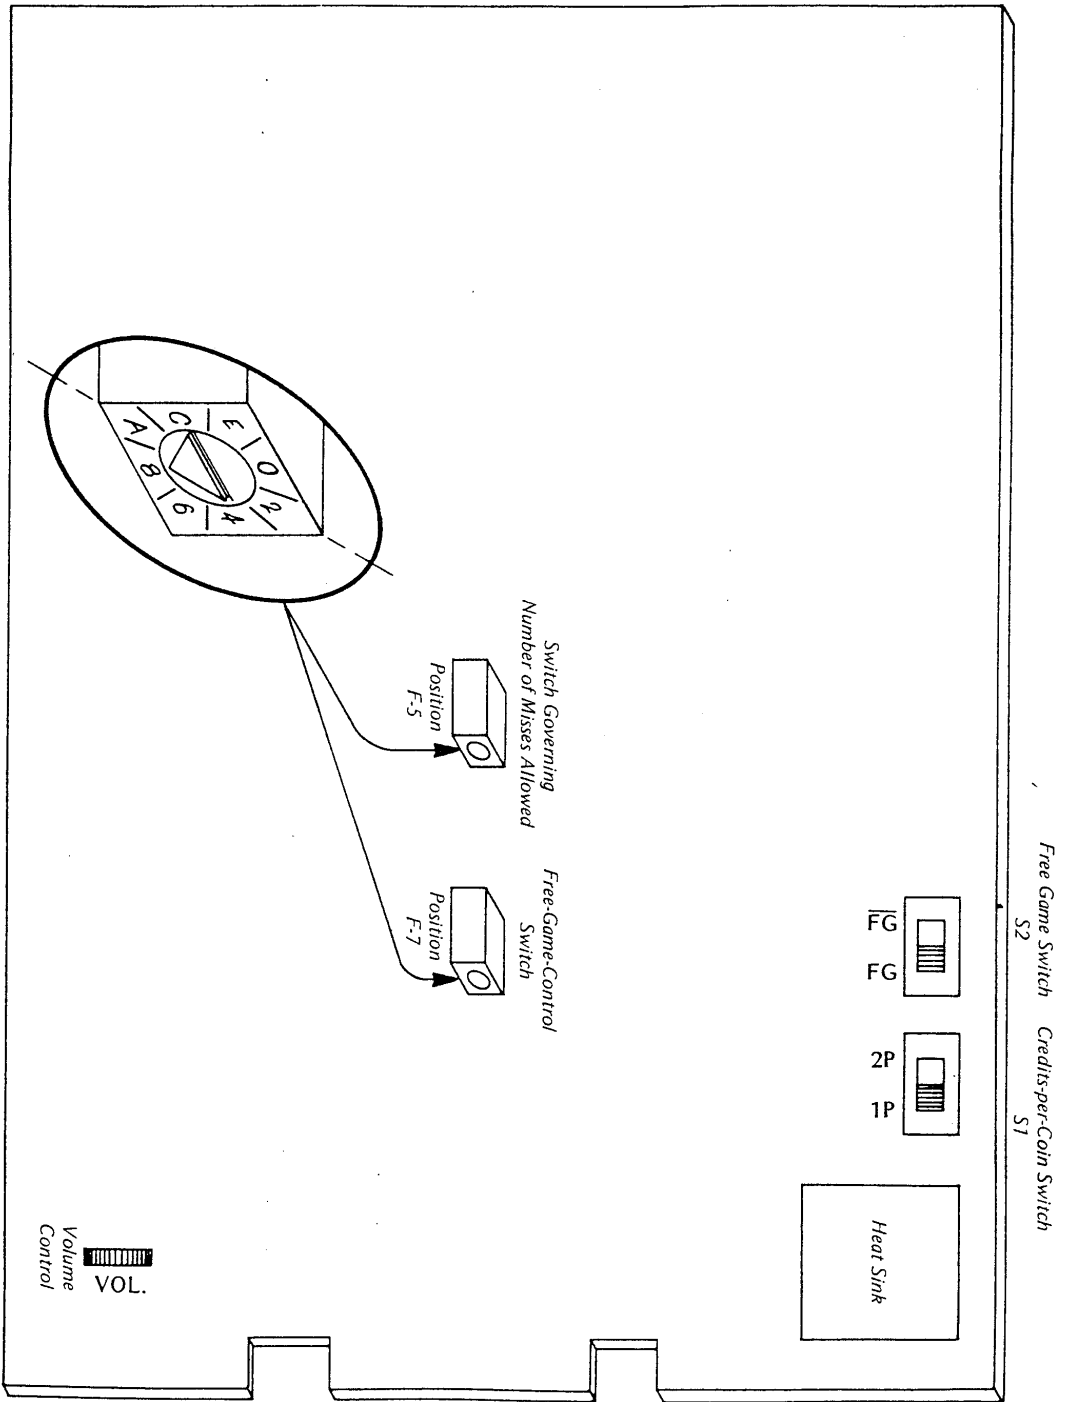 Free Game Switch
S2
Credits-per-Coin Switch
S1
FG
FG
2P
1P
Heat Sink
Switch Governing
Number of Misses Allowed
Position
F-5
Free-Game-Control
Switch
Position
F-7
0
2
4
6
8
A
C
E
VOL.
Volume
Control